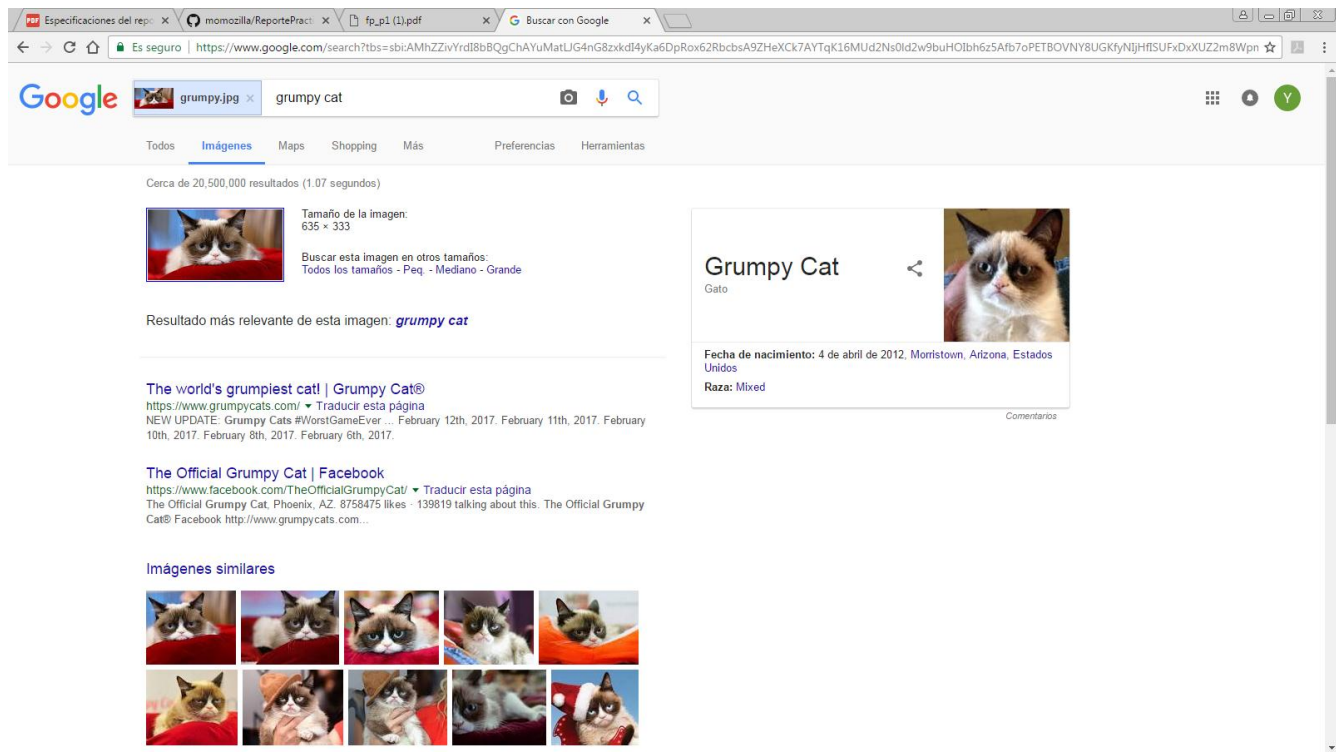 Especificaciones del repo
momozilla/ReportePracti
fp_p1 (1).pdf
Buscar con Google
Es seguro
https://www.google.com/search?tbs=sbi:
Google
grumpy.jpg
grumpy cat
Y
Todos
Imágenes
Maps
Shopping
Más
Preferencias
Herramientas
Cerca de 20,500,000 resultados (1.07 segundos)
Tamaño de la imagen:
635 × 333
Buscar esta imagen en otros tamaños:
Todos los tamaños - Peq. - Mediano - Grande
Resultado más relevante de esta imagen: grumpy cat
The world's grumpiest cat! | Grumpy Cat®
https://www.grumpycats.com/ Traducir esta página
NEW UPDATE: Grumpy Cats #WorstGameEver ... February 12th, 2017. February 11th, 2017. February
10th, 2017. February 8th, 2017. February 6th, 2017.
The Official Grumpy Cat | Facebook
https://www.facebook.com/TheOfficialGrumpyCat/ Traducir esta página
The Official Grumpy Cat, Phoenix, AZ. 8758475 likes · 139819 talking about this. The Official Grumpy
Cat® Facebook http://www.grumpycats.com...
Imágenes similares
Grumpy Cat
Gato
Fecha de nacimiento: 4 de abril de 2012, Morristown, Arizona, Estados
Unidos
Raza: Mixed
Comentarios